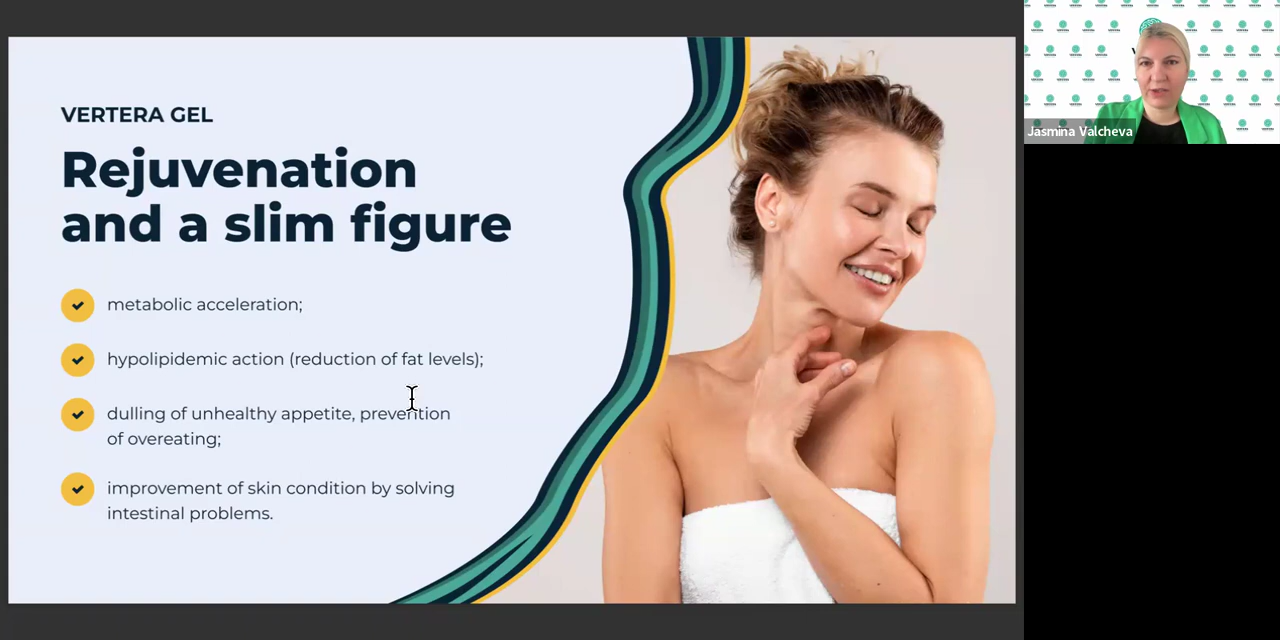 VERTERA GEL
Rejuvenation
and a slim figure
metabolic acceleration;
hypolipidemic action (reduction of fat levels);
dulling of unhealthy appetite, prevention
of overeating;
improvement of skin condition by solving
intestinal problems.
Jasmina Valcheva